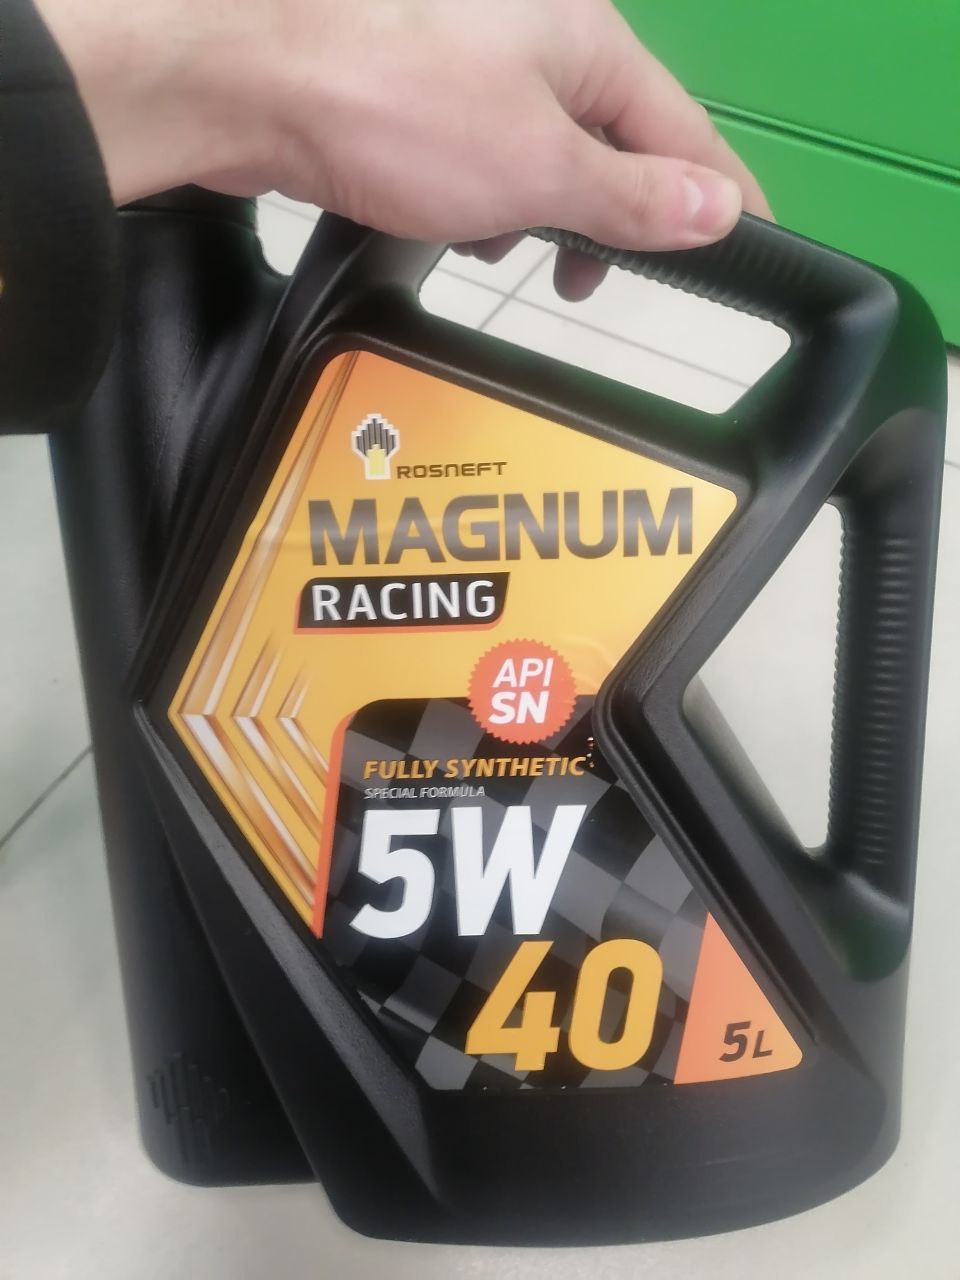 ROSNEFT
MAGNUM
RACING
API
SN
FULLY SYNTHETIC
SPECIAL FORMULA
5W
40
5L